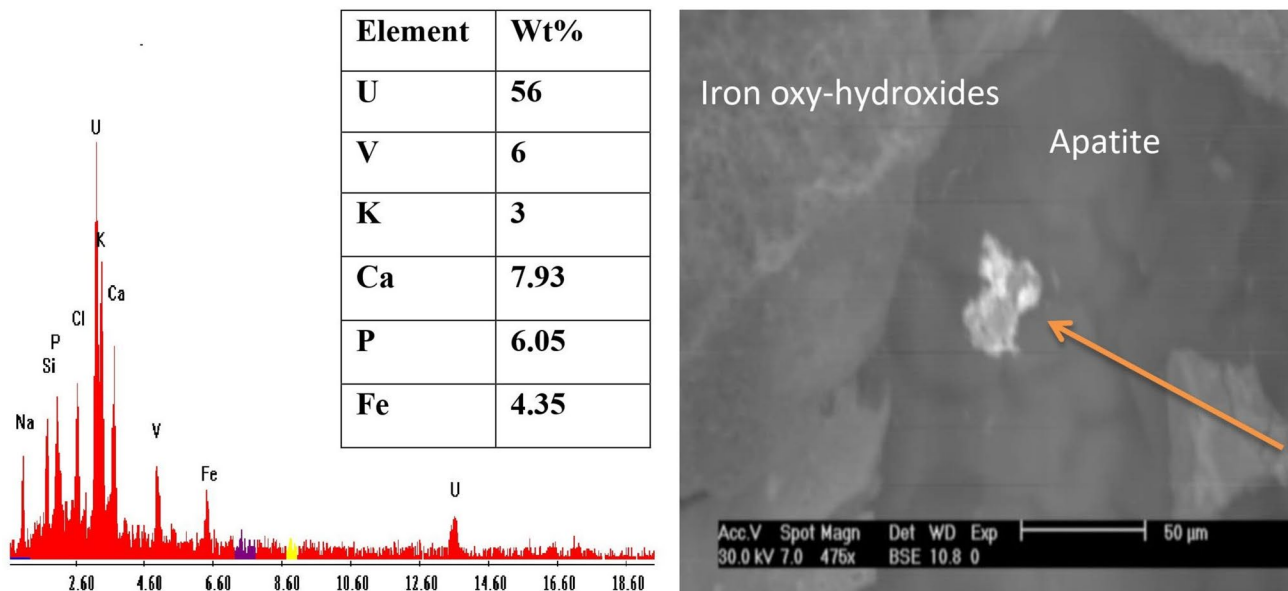 Element Wt%
U 56
V 6
K 3
Ca 7.93
P 6.05
Fe 4.35
U
K
Ca
Cl
P
Si
Na
V
Fe
U
2.60 4.60 6.60 8.60 10.60 12.60 14.60 16.60 18.60
Iron oxy-hydroxides
Apatite
Acc.V Spot Magn Det WD Exp 50 µm
30.0 kV 7.0 475x BSE 10.8 0